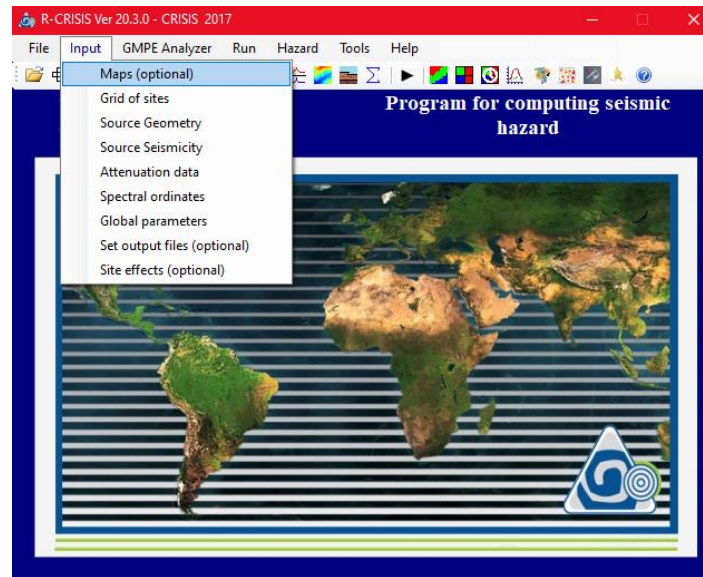 R-CRISIS Ver 20.3.0 - CRISIS 2017
File Input GMPE Analyzer Run Hazard Tools Help
Maps (optional)
Grid of sites
Source Geometry
Source Seismicity
Attenuation data
Spectral ordinates
Global parameters
Set output files (optional)
Site effects (optional)
Program for computing seismic
hazard